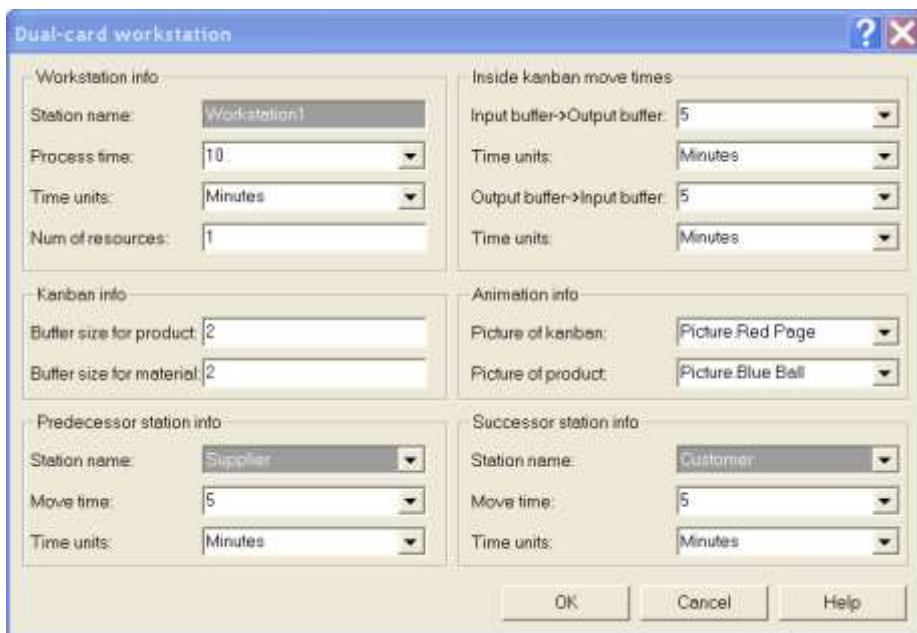 Dual-card workstation
Workstation info
Station name: Workstation1
Process time: 10
Time units: Minutes
Num of resources: 1
Inside kanban move times
Input buffer->Output buffer: 5
Time units: Minutes
Output buffer->Input buffer: 5
Time units: Minutes
Kanban info
Buffer size for product: 2
Buffer size for material: 2
Animation info
Picture of kanban: Picture.Red Page
Picture of product: Picture.Blue Ball
Predecessor station info
Station name: Supplier
Move time: 5
Time units: Minutes
Successor station info
Station name: Customer
Move time: 5
Time units: Minutes
OK Cancel Help